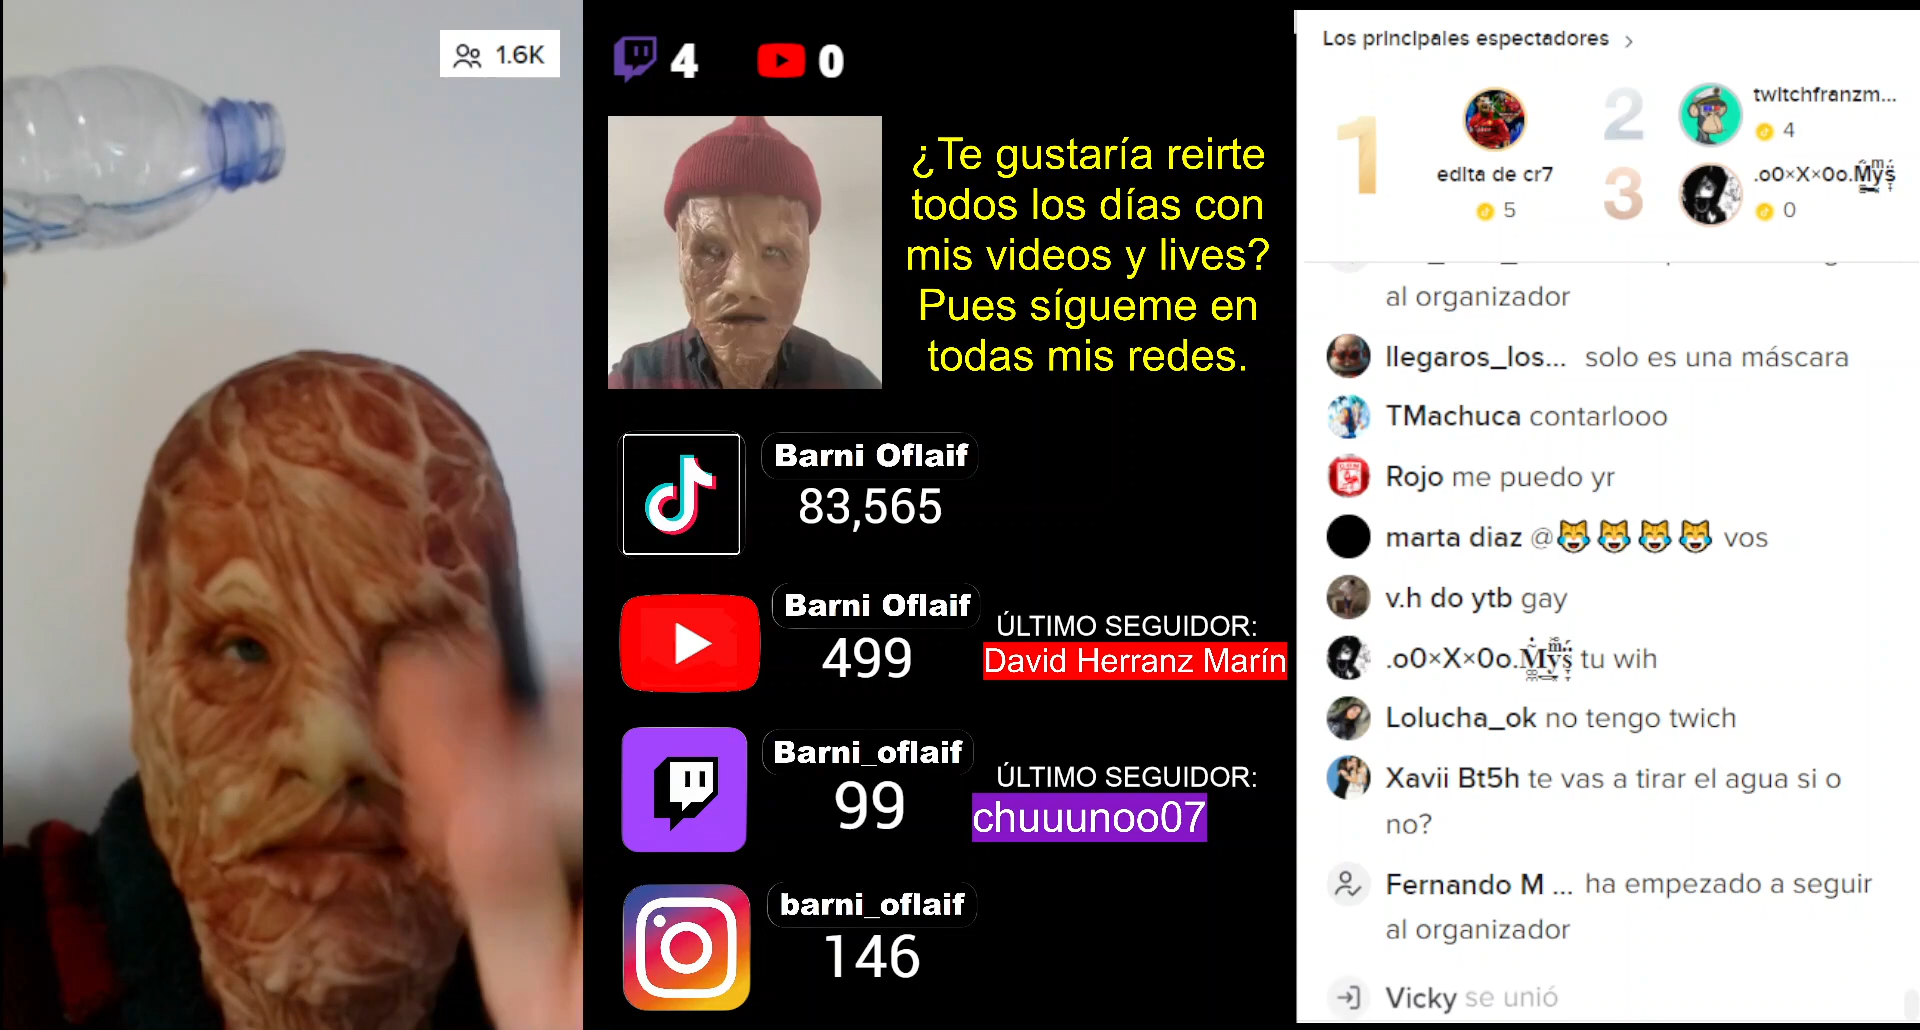 1.6K
4
0
¿Te gustaría reirte
todos los días con
mis videos y lives?
Pues sígueme en
todas mis redes.
Barni Oflaif
83,565
Barni Oflaif
499
ÚLTIMO SEGUIDOR:
David Herranz Marín
Barni_oflaif
99
ÚLTIMO SEGUIDOR:
chuuunoo07
barni_oflaif
146
Los principales espectadores
1
edita de cr7
5
2
twitchfranzm...
4
3
.o0×X×0o.
0
al organizador
llegaros_los... solo es una máscara
TMachuca contarlooo
Rojo me puedo yr
marta diaz @😹😹😹😹 vos
v.h do ytb gay
.o0×X×0o. tu wih
Lolucha_ok no tengo twich
Xavii Bt5h te vas a tirar el agua si o
no?
Fernando M ... ha empezado a seguir
al organizador
Vicky se unió